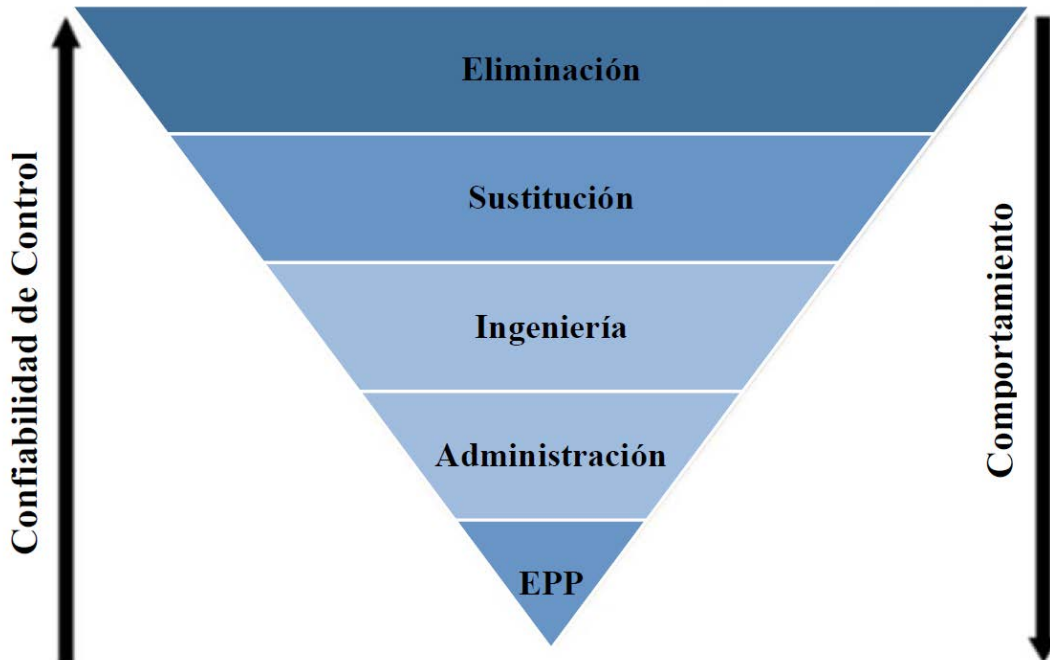 Confiabilidad de Control
Eliminación
Sustitución
Ingeniería
Administración
EPP
Comportamiento